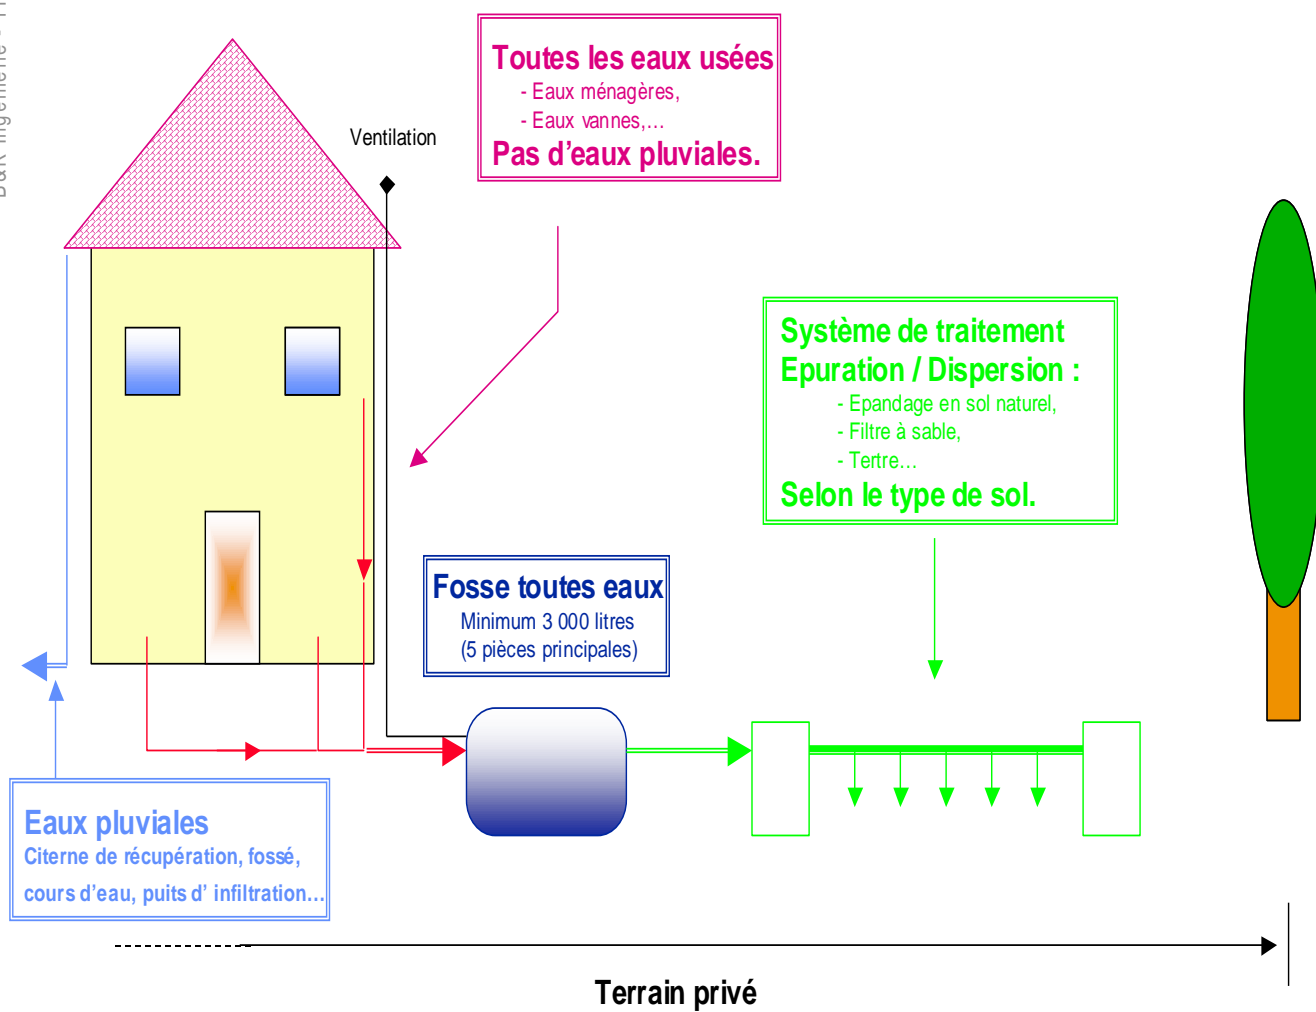 Toutes les eaux usées
- Eaux ménagères,
- Eaux vannes,...
Pas d'eaux pluviales.
Ventilation
Système de traitement
Epuration / Dispersion :
- Epandage en sol naturel,
- Filtre à sable,
- Tertre...
Selon le type de sol.
Fosse toutes eaux
Minimum 3 000 litres
(5 pièces principales)
Eaux pluviales
Citerne de récupération, fossé,
cours d'eau, puits d' infiltration...
Terrain privé